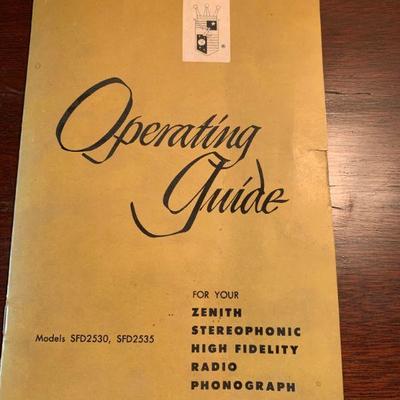 Operating
Guide
FOR YOUR
ZENITH
STEREOPHONIC
HIGH FIDELITY
RADIO
PHONOGRAPH
Models SFD2530, SFD2535
®